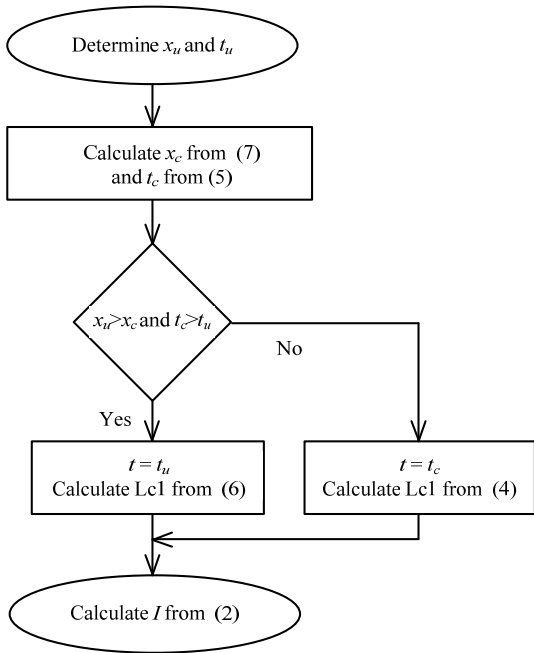 Determine xu and tu
Calculate xc from (7)
and tc from (5)
xu>xc and tc>tu
No
Yes
t = tu
Calculate Lc1 from (6)
t = tc
Calculate Lc1 from (4)
Calculate I from (2)